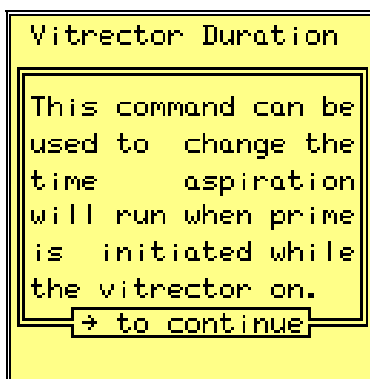 Vitrector Duration
This command can be
used to change the
time aspiration
will run when prime
is initiated while
the vitrector on.
→ to continue